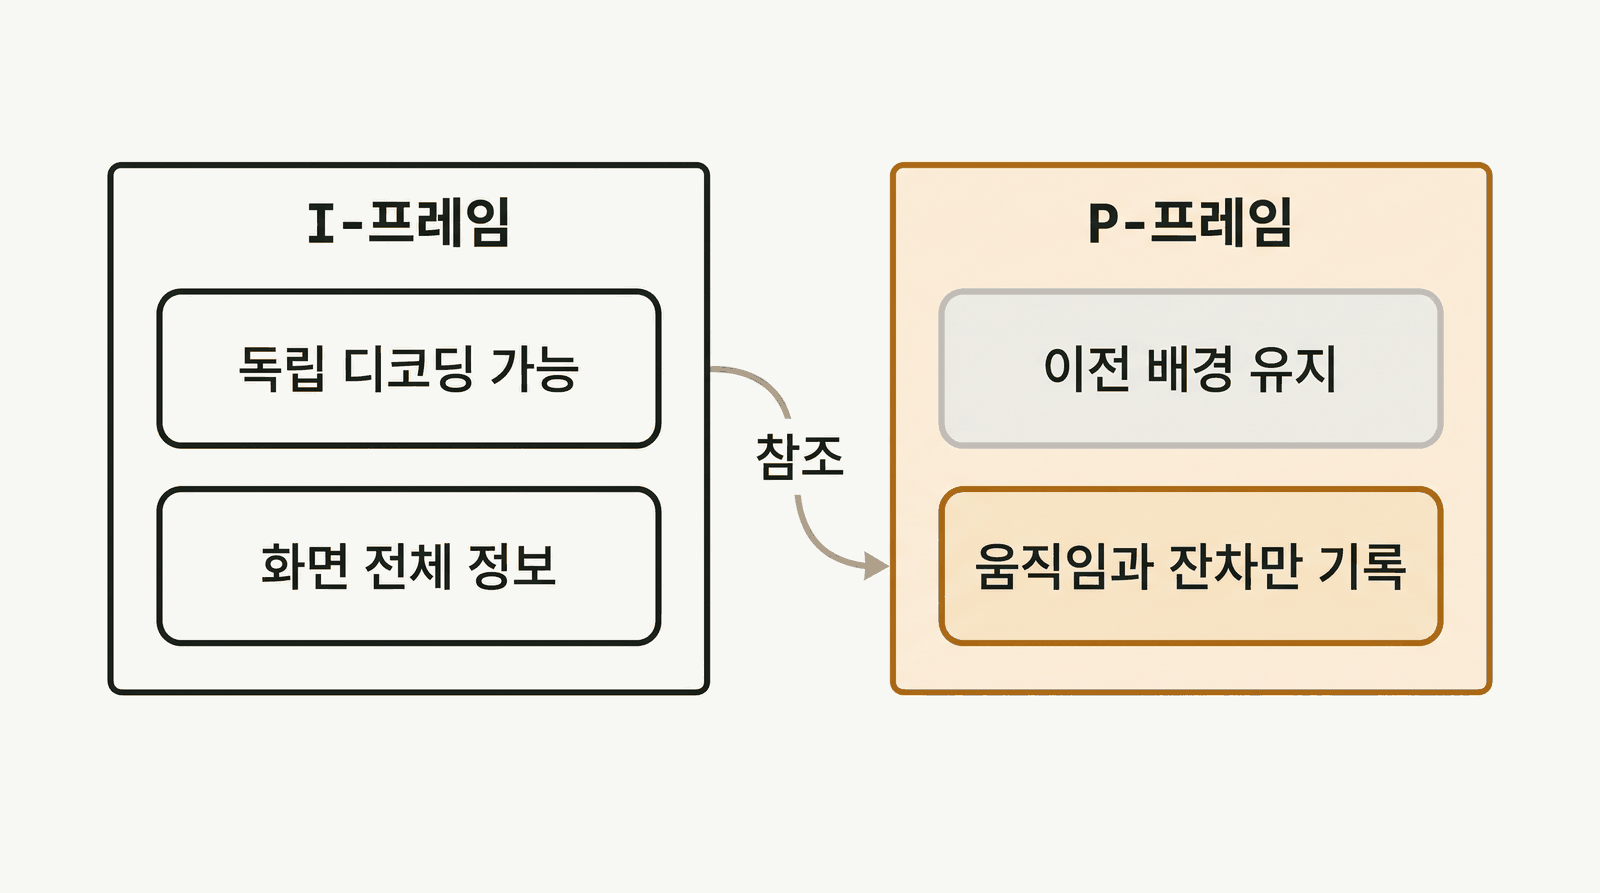 I-프레임
독립 디코딩 가능
화면 전체 정보
참조
P-프레임
이전 배경 유지
움직임과 잔차만 기록